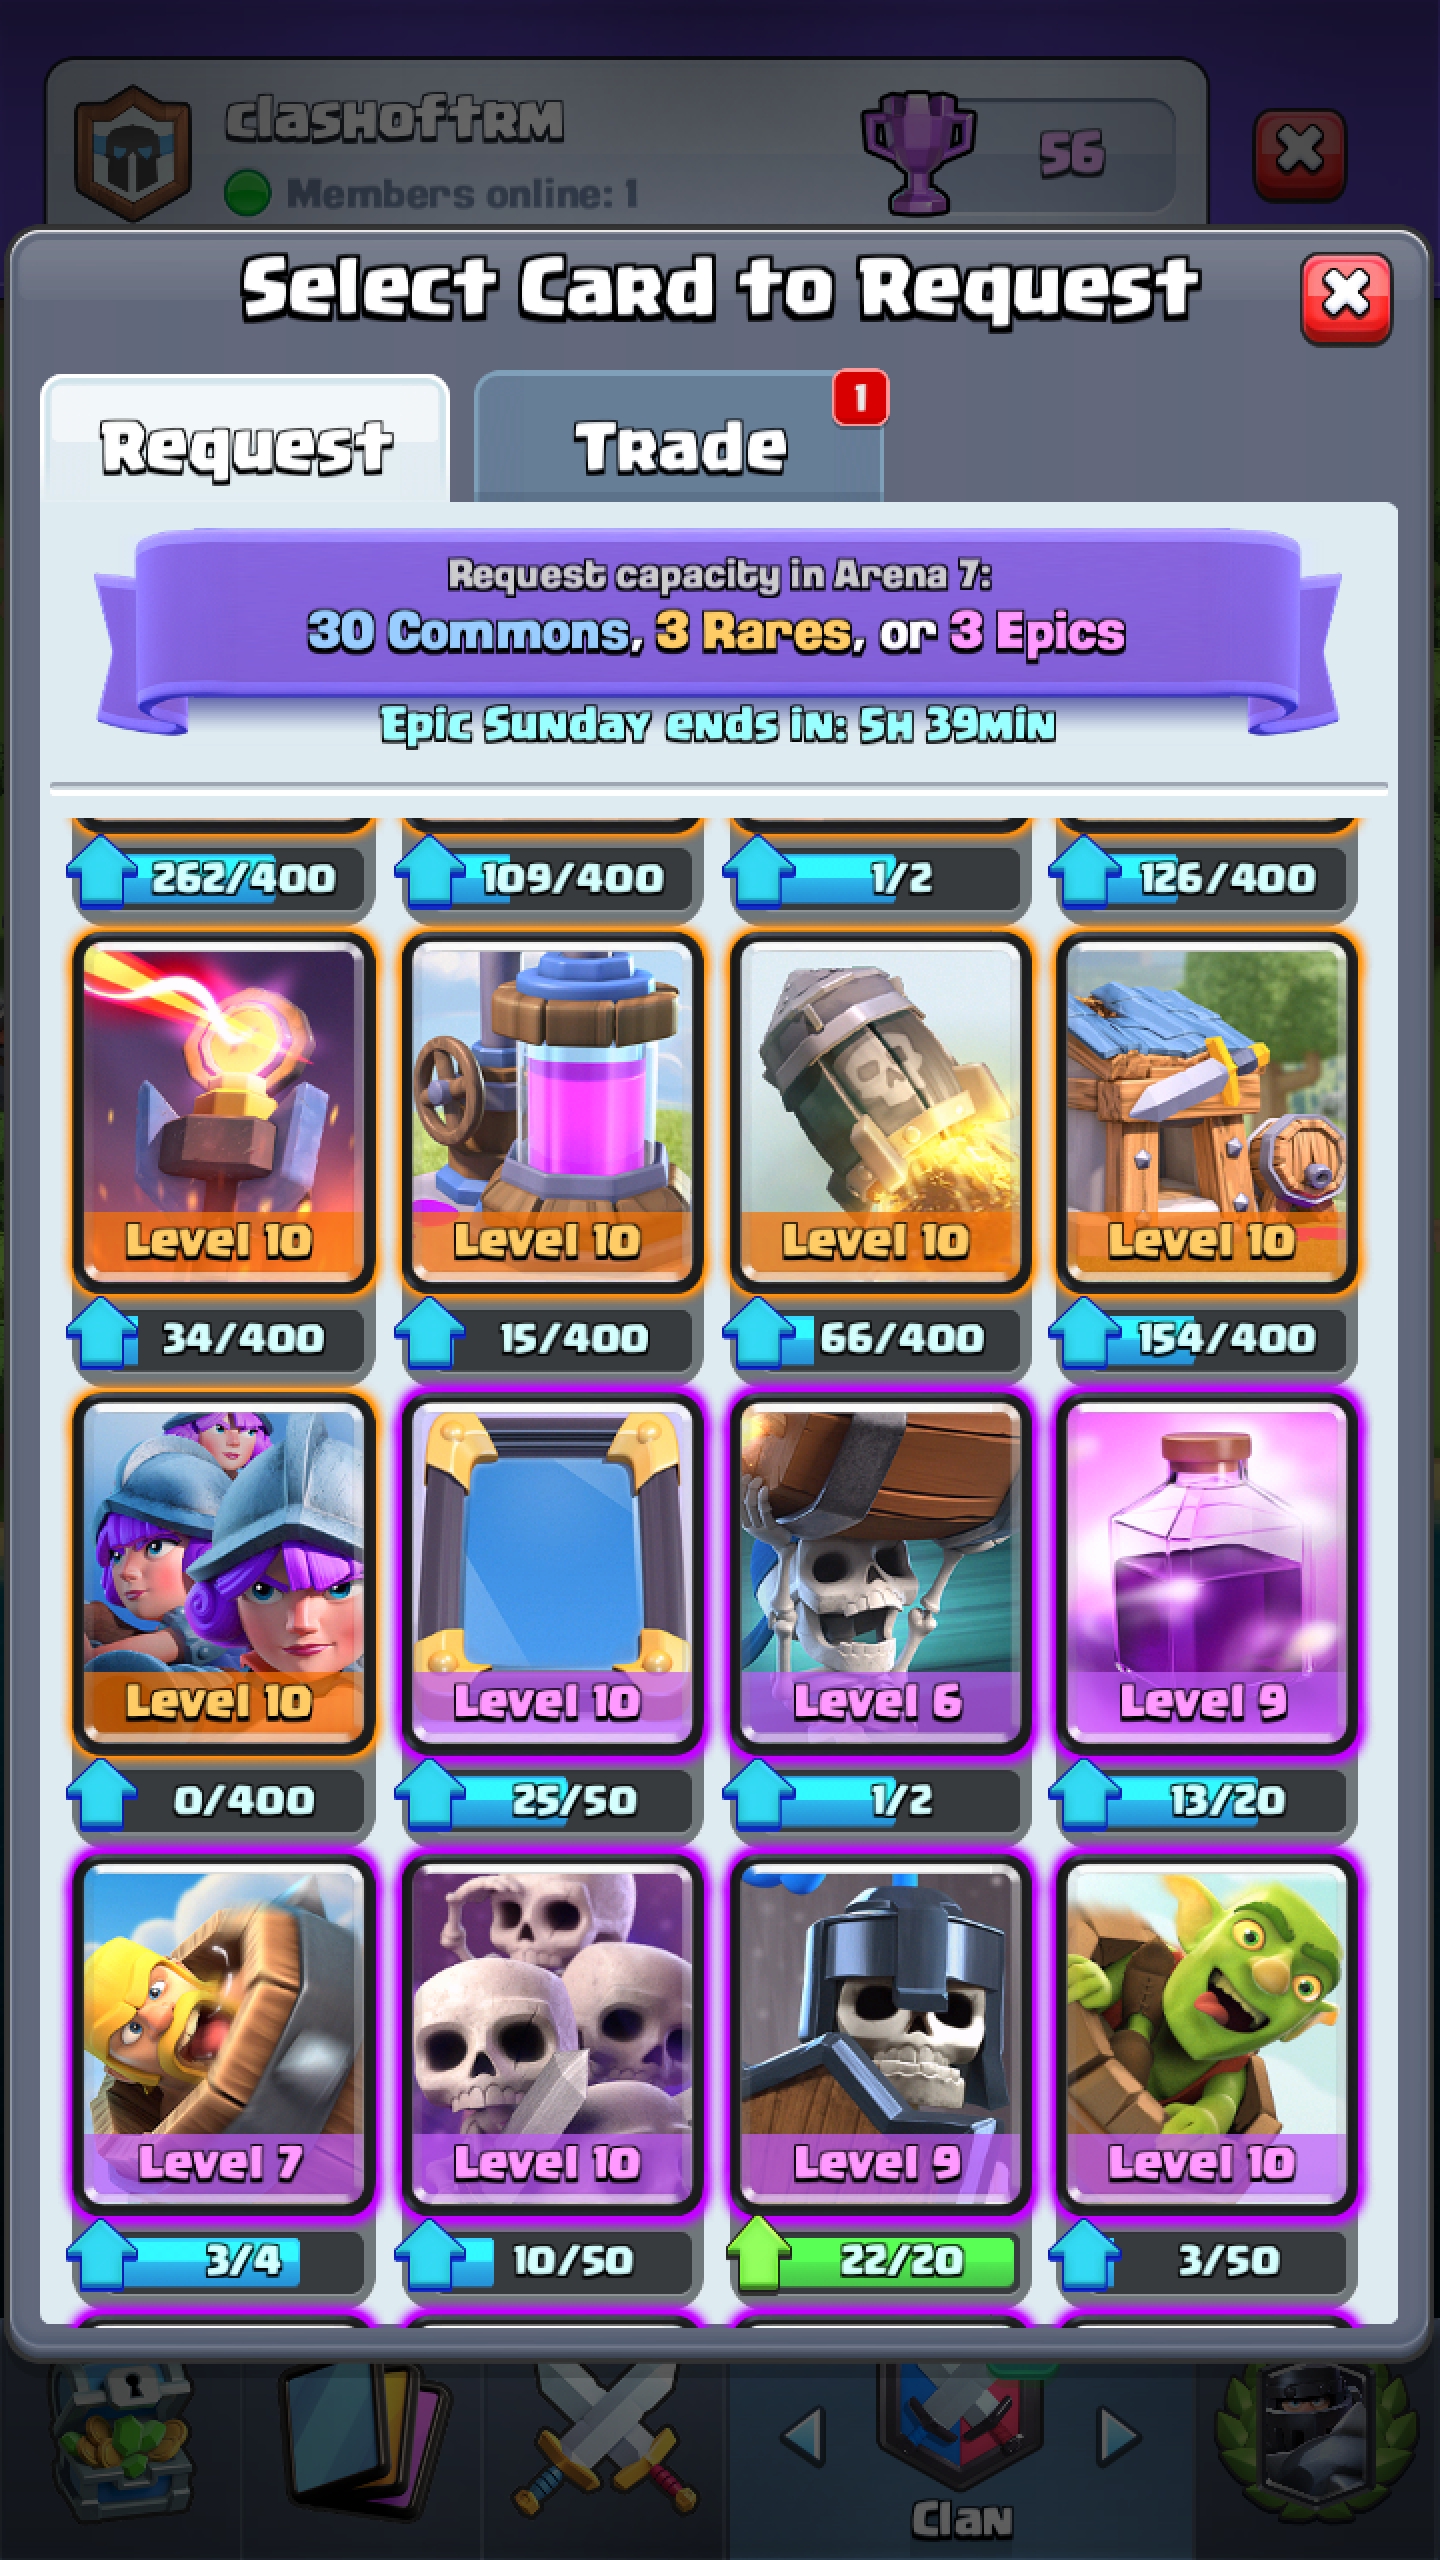 clashoftRM
56
Members online: 1
Select Card to Request
Request
Trade
1
Request capacity in Arena 7:
30 Commons, 3 Rares, or 3 Epics
Epic Sunday ends in: 5h 39min
262/400
109/400
1/2
126/400
Level 10
Level 10
Level 10
Level 10
34/400
15/400
66/400
154/400
Level 10
Level 10
Level 6
Level 9
0/400
25/50
1/2
13/20
Level 7
Level 10
Level 9
Level 10
3/4
10/50
22/20
3/50
Clan